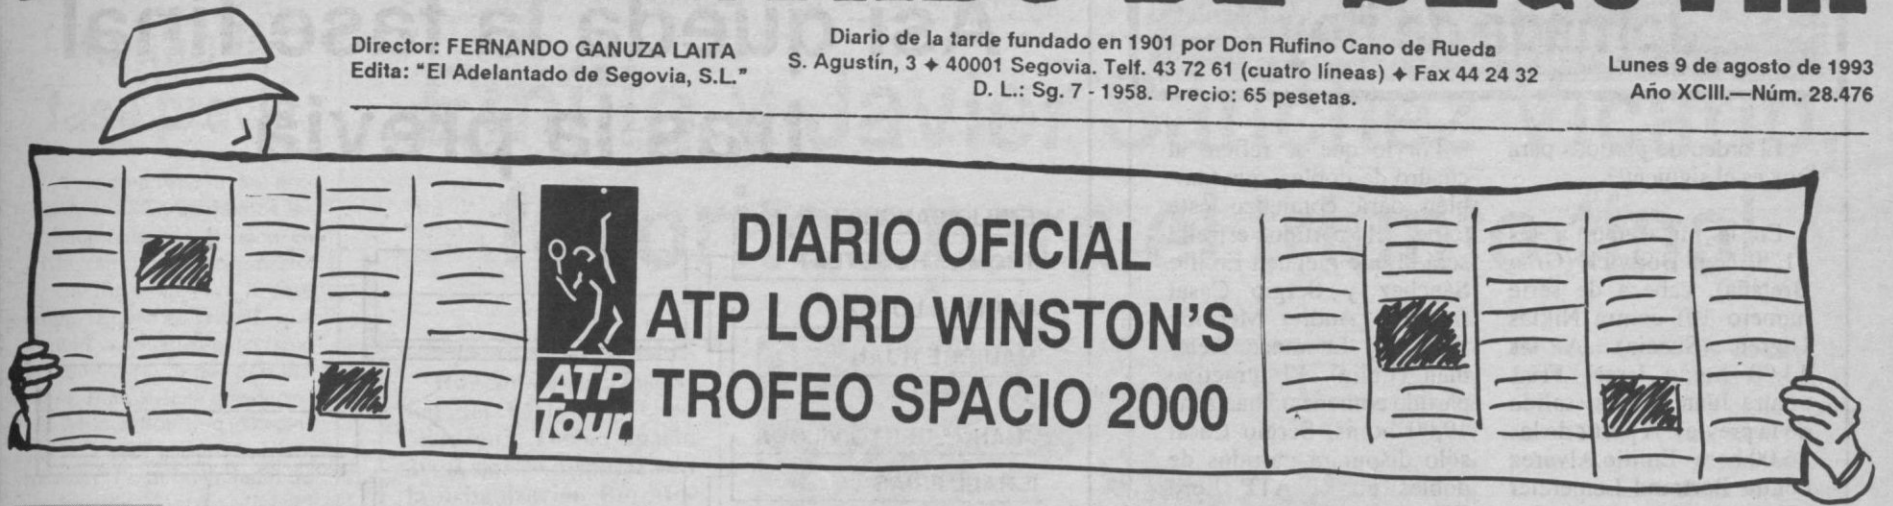 DE SEGOVIA
Director: FERNANDO GANUZA LAITA
Edita: "El Adelantado de Segovia, S.L."
Diario de la tarde fundado en 1901 por Don Rufino Cano de Rueda
S. Agustín, 3 ✦ 40001 Segovia. Telf. 43 72 61 (cuatro líneas) ✦ Fax 44 24 32
D. L.: Sg. 7 - 1958. Precio: 65 pesetas.
Lunes 9 de agosto de 1993
Año XCIII.—Núm. 28.476
DIARIO OFICIAL
ATP LORD WINSTON'S
TROFEO SPACIO 2000
ATP
Tour